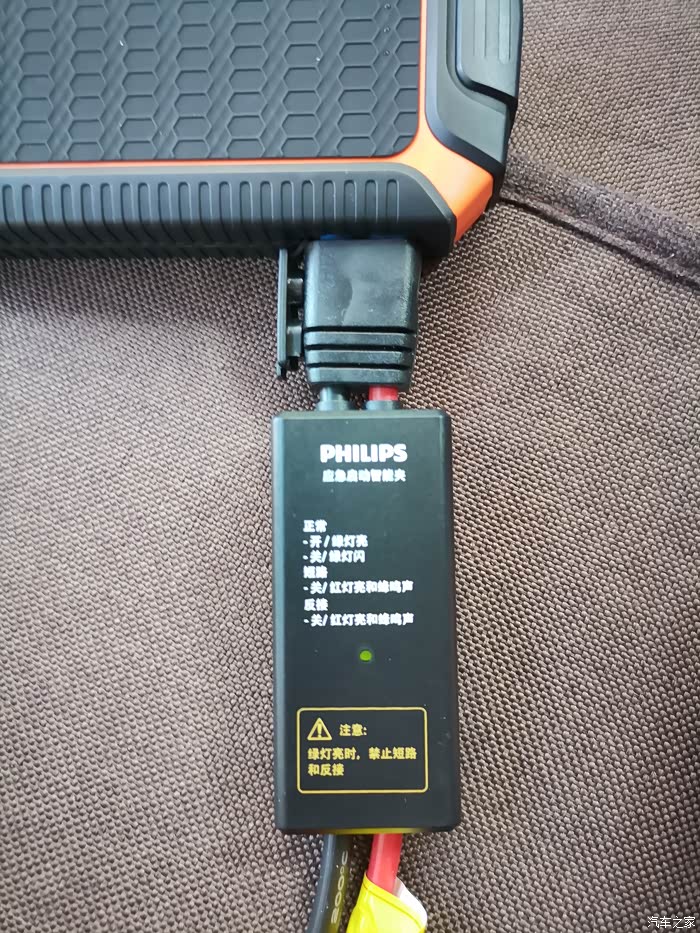 PHILIPS
应急启动智能夹
正常
- 开 / 绿灯亮
- 关/ 绿灯闪
短路
- 关/ 红灯亮和蜂鸣声
反接
- 关/ 红灯亮和蜂鸣声
注意:
绿灯亮时，禁止短路
和反接
200℃
汽车之家